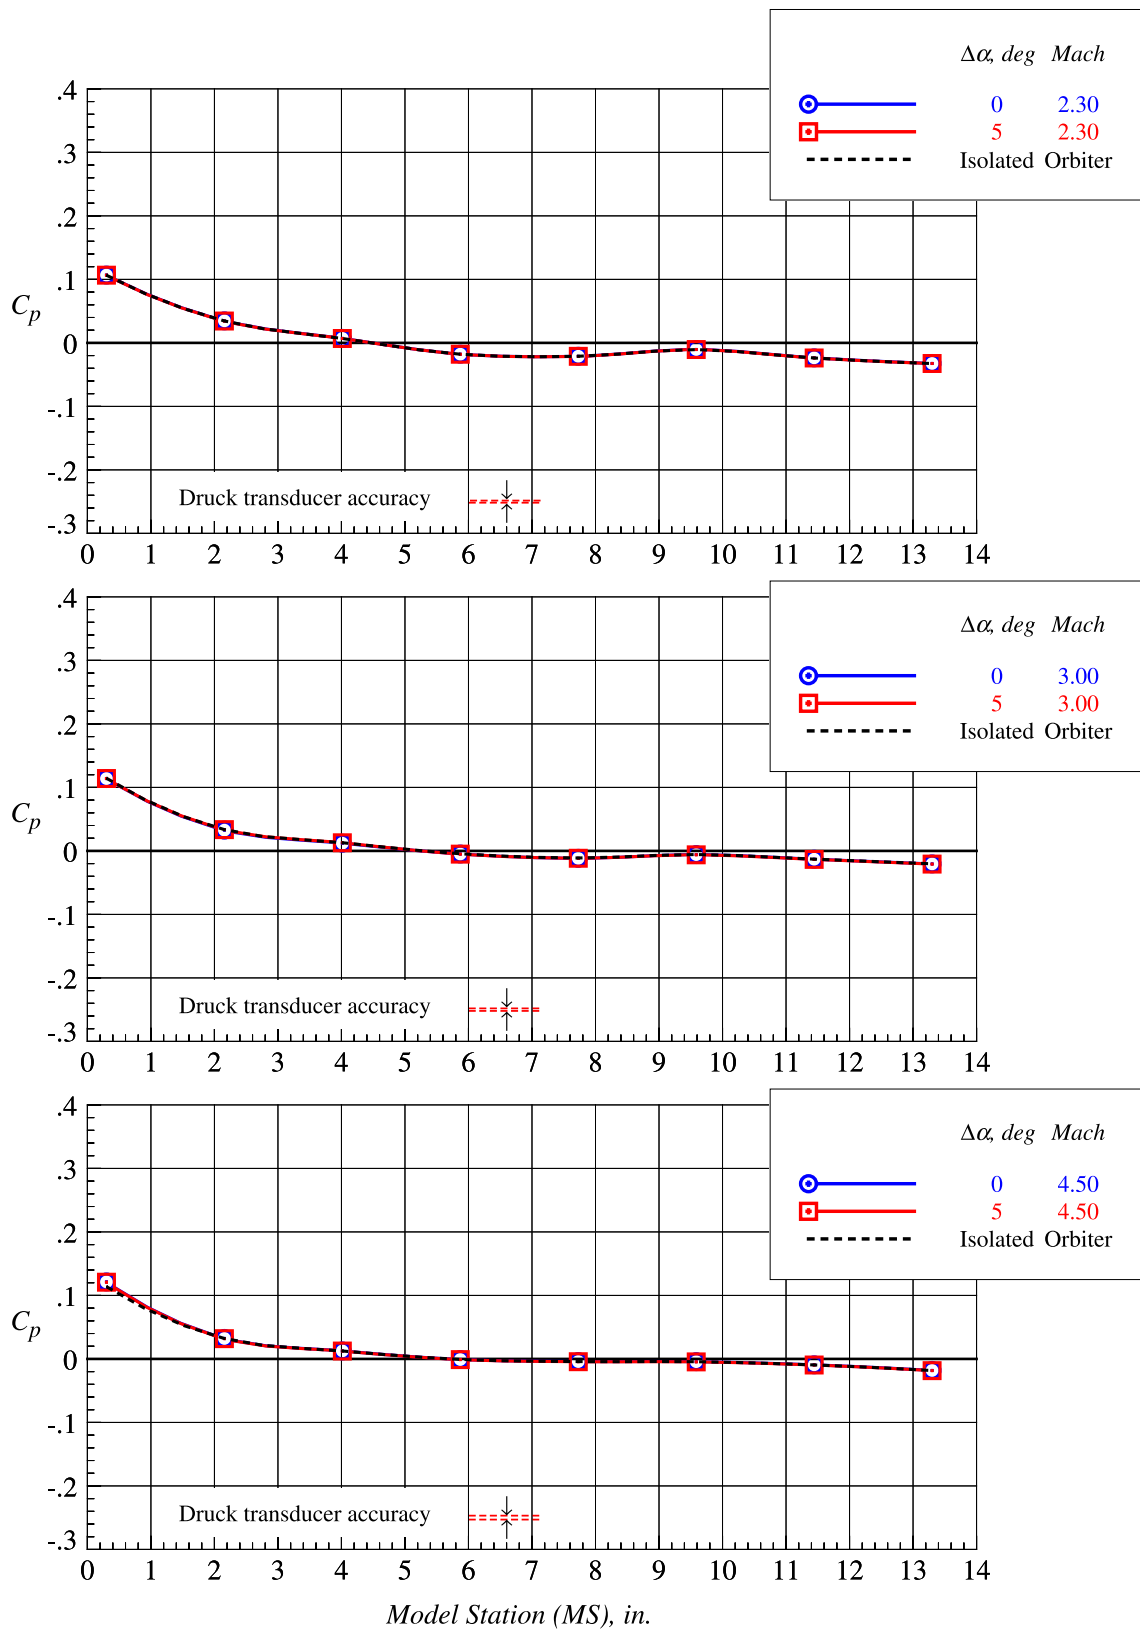 Δα, deg Mach
0 2.30
5 2.30
Isolated Orbiter
.4
.3
.2
.1
0
-.1
-.2
-.3
Cp
Druck transducer accuracy
0 1 2 3 4 5 6 7 8 9 10 11 12 13 14
Δα, deg Mach
0 3.00
5 3.00
Isolated Orbiter
.4
.3
.2
.1
0
-.1
-.2
-.3
Cp
Druck transducer accuracy
0 1 2 3 4 5 6 7 8 9 10 11 12 13 14
Δα, deg Mach
0 4.50
5 4.50
Isolated Orbiter
.4
.3
.2
.1
0
-.1
-.2
-.3
Cp
Druck transducer accuracy
0 1 2 3 4 5 6 7 8 9 10 11 12 13 14
Model Station (MS), in.